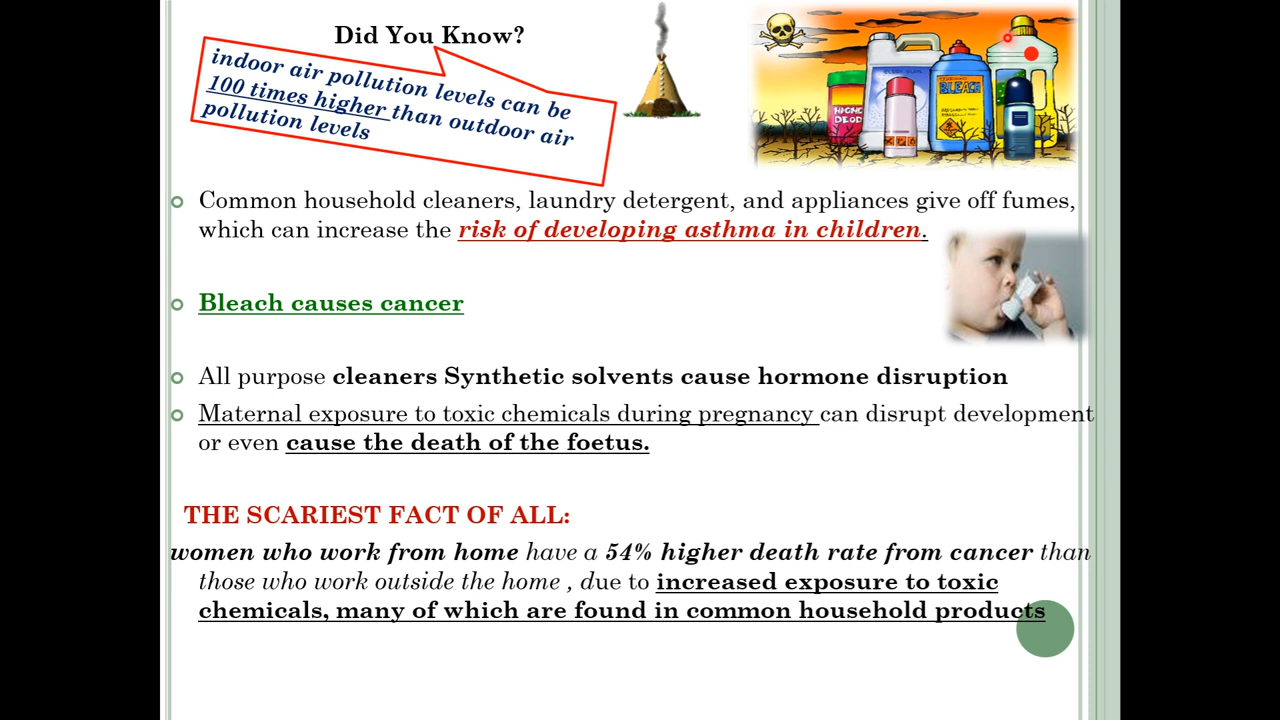 Did You Know?
indoor air pollution levels can be
100 times higher than outdoor air
pollution levels
BLEACH
Common household cleaners, laundry detergent, and appliances give off fumes,
which can increase the risk of developing asthma in children.
Bleach causes cancer
All purpose cleaners Synthetic solvents cause hormone disruption
Maternal exposure to toxic chemicals during pregnancy can disrupt development
or even cause the death of the foetus.
THE SCARIEST FACT OF ALL:
women who work from home have a 54% higher death rate from cancer than
those who work outside the home , due to increased exposure to toxic
chemicals, many of which are found in common household products